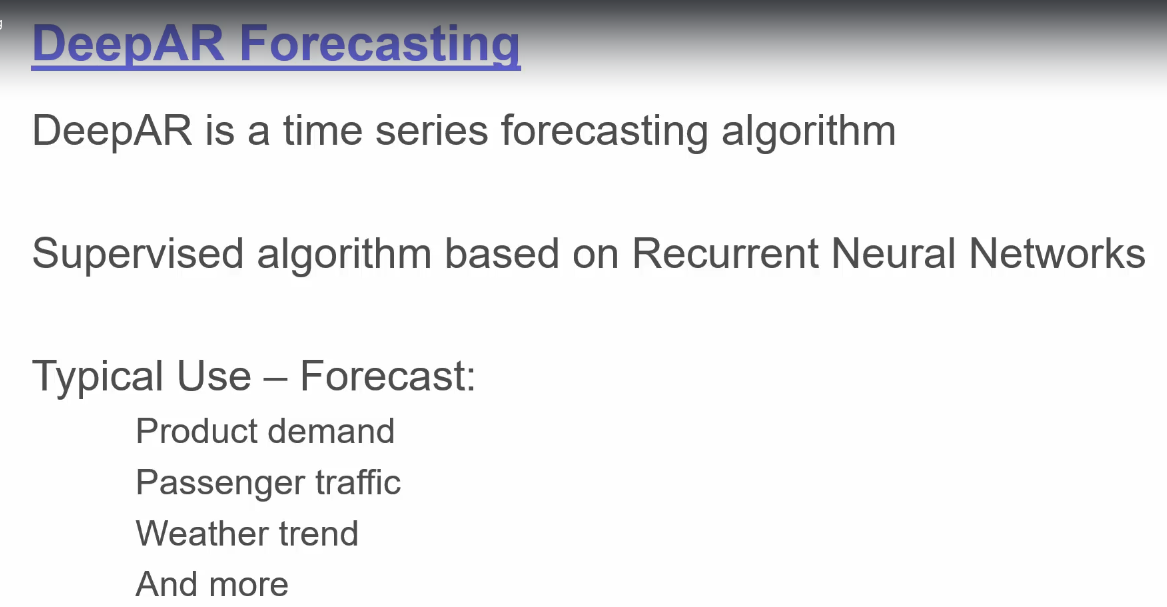 DeepAR Forecasting
DeepAR is a time series forecasting algorithm
Supervised algorithm based on Recurrent Neural Networks
Typical Use – Forecast:
Product demand
Passenger traffic
Weather trend
And more